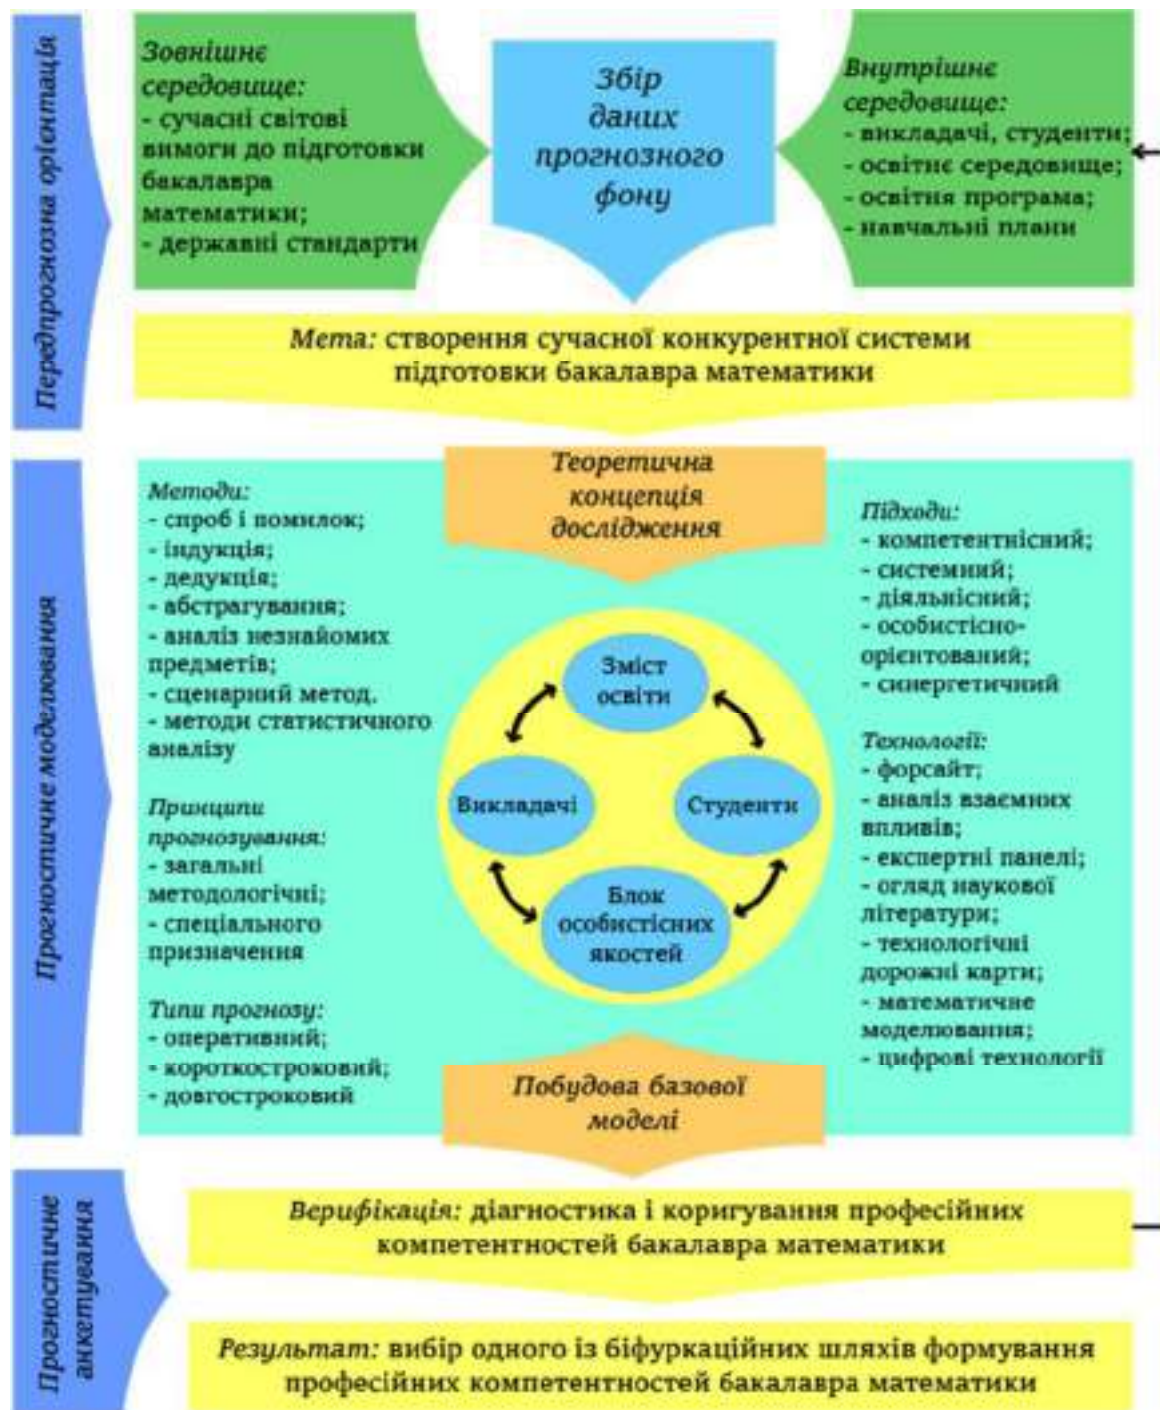 Передпрогнозна орієнтація
Зовнішнє
середовище:
- сучасні світові
вимоги до підготовки
бакалавра
математики;
- державні стандарти
Збір
даних
прогнозного
фону
Внутрішнє
середовище:
- викладачі, студенти;
- освітнє середовище;
- освітня програма;
- навчальні плани
Мета: створення сучасної конкурентної системи
підготовки бакалавра математики
Прогностичне моделювання
Теоретична
концепція
дослідження
Методи:
- спроб і помилок;
- індукція;
- дедукція;
- абстрагування;
- аналіз незнайомих
предметів;
- сценарний метод,
- методи статистичного
аналізу
Принципи
прогнозування:
- загальні
методологічні;
- спеціального
призначення
Типи прогнозу:
- оперативний;
- короткостроковий;
- довгостроковий
Зміст
освіти
Викладачі
Студенти
Блок
особистісних
якостей
Підходи:
- компетентнісний;
- системний;
- діяльнісний;
- особистісно-
орієнтований;
- синергетичний
Технології:
- форсайт;
- аналіз взаємних
впливів;
- експертні панелі;
- огляд наукової
літератури;
- технологічні
дорожні карти;
- математичне
моделювання;
- цифрові технології
Побудова базової
моделі
Прогностичне
анкетування
Верифікація: діагностика і коригування професійних
компетентностей бакалавра математики
Результат: вибір одного із біфуркаційних шляхів формування
професійних компетентностей бакалавра математики